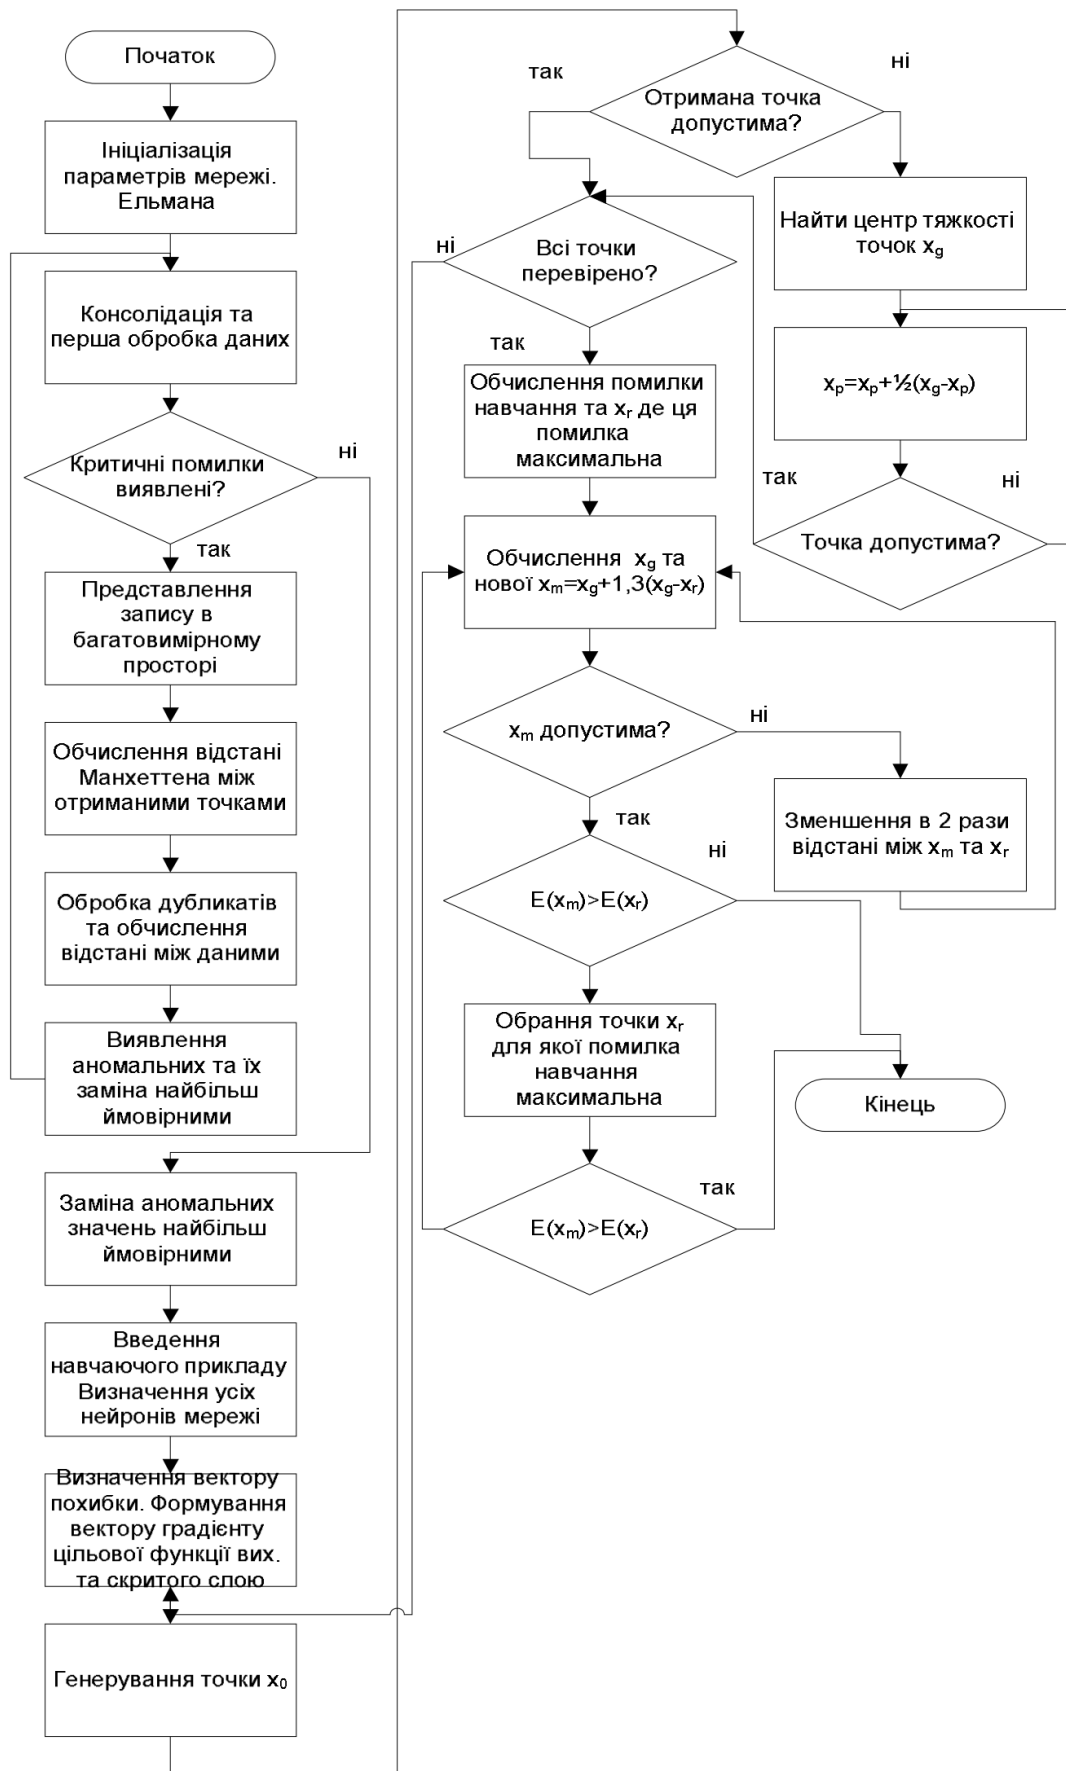 Початок
Ініціалізація
параметрів мережі.
Ельмана
Консолідація та
перша обробка даних
Критичні помилки
виявлені?
ні
так
Представлення
запису в
багатовимірному
просторі
Обчислення відстані
Манхеттена між
отриманими точками
Обробка дубликатів
та обчислення
відстані між даними
Виявлення
аномальних та їх
заміна найбільш
ймовірними
Заміна аномальних
значень найбільш
ймовірними
Введення
навчаючого прикладу
Визначення усіх
нейронів мережі
Визначення вектору
похибки. Формування
вектору градієнту
цільової функції вих.
та скритого слою
Генерування точки x₀
так
ні
Отримана точка
допустима?
Найти центр тяжкості
точок xg
ні
Всі точки
перевірено?
так
Обчислення помилки
навчання та xr де ця
помилка
максимальна
xp=xp+½(xg-xp)
так
ні
Точка допустима?
Обчислення xg та
нової xm=xg+1,3(xg-xr)
xm допустима?
ні
так
Зменшення в 2 рази
відстані між xm та xr
ні
E(xm)>E(xr)
Обрання точки xr
для якої помилка
навчання
максимальна
Кінець
так
E(xm)>E(xr)